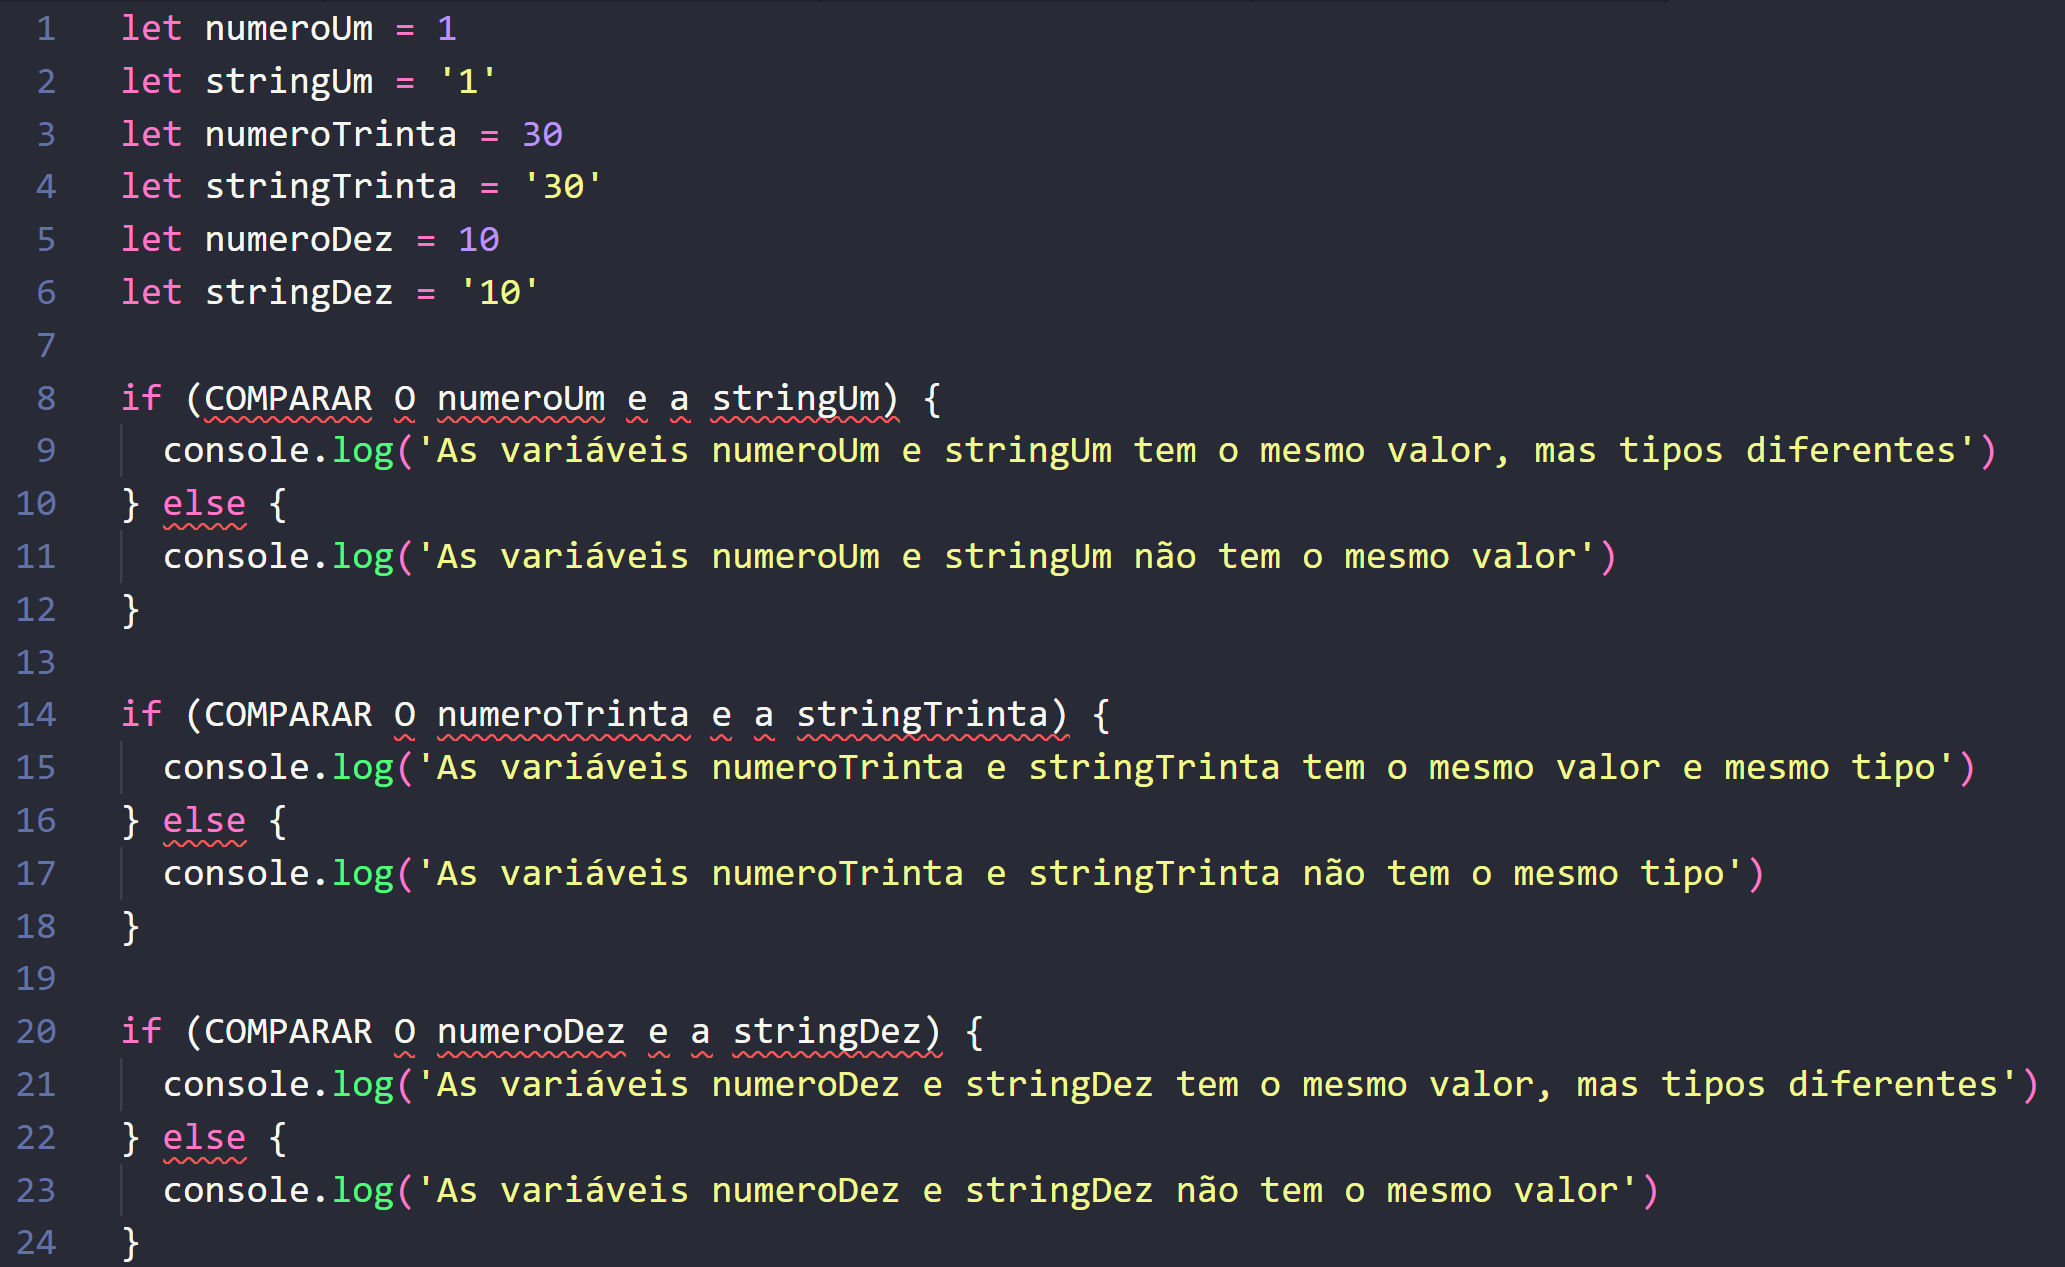 1 let numeroUm = 1
2 let stringUm = '1'
3 let numeroTrinta = 30
4 let stringTrinta = '30'
5 let numeroDez = 10
6 let stringDez = '10'
7
8 if (COMPARAR O numeroUm e a stringUm) {
9 console.log('As variáveis numeroUm e stringUm tem o mesmo valor, mas tipos diferentes')
10 } else {
11 console.log('As variáveis numeroUm e stringUm não tem o mesmo valor')
12 }
13
14 if (COMPARAR O numeroTrinta e a stringTrinta) {
15 console.log('As variáveis numeroTrinta e stringTrinta tem o mesmo valor e mesmo tipo')
16 } else {
17 console.log('As variáveis numeroTrinta e stringTrinta não tem o mesmo tipo')
18 }
19
20 if (COMPARAR O numeroDez e a stringDez) {
21 console.log('As variáveis numeroDez e stringDez tem o mesmo valor, mas tipos diferentes')
22 } else {
23 console.log('As variáveis numeroDez e stringDez não tem o mesmo valor')
24 }